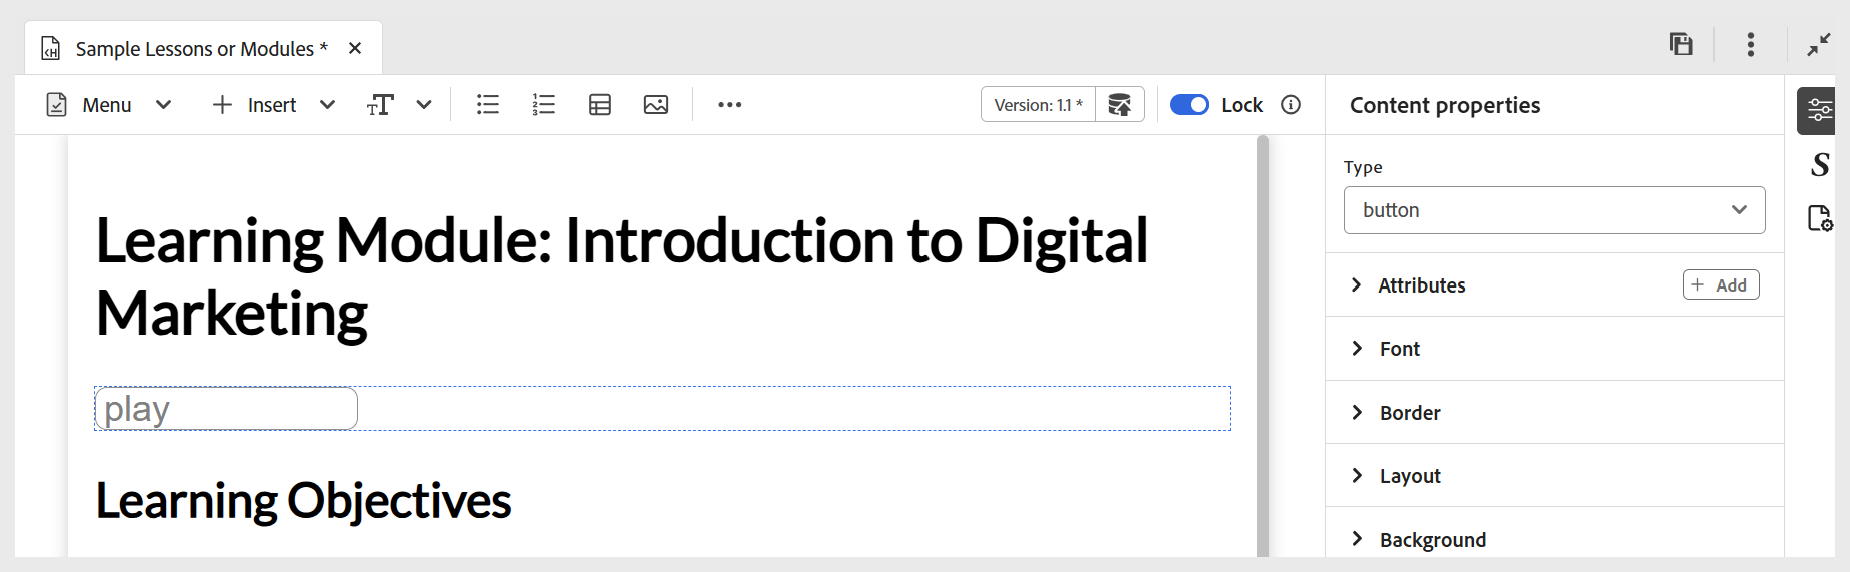 Sample Lessons or Modules *
Menu
Insert
Version: 1.1 *
Lock
Content properties
Learning Module: Introduction to Digital
Marketing
play
Learning Objectives
Type
button
Attributes
Add
Font
Border
Layout
Background